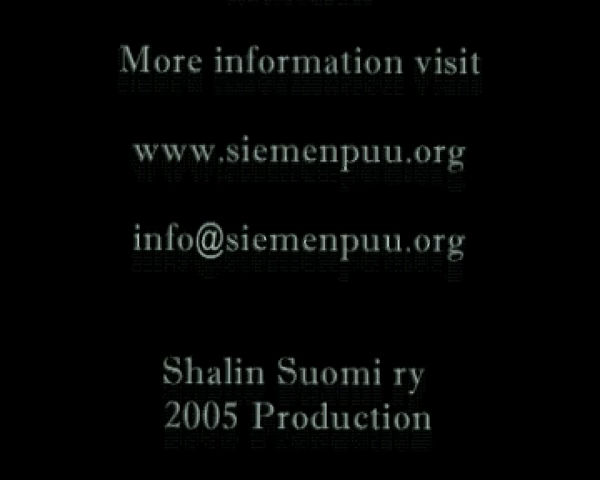 More information visit
www.siemenpuu.org
info@siemenpuu.org
Shalin Suomi ry
2005 Production